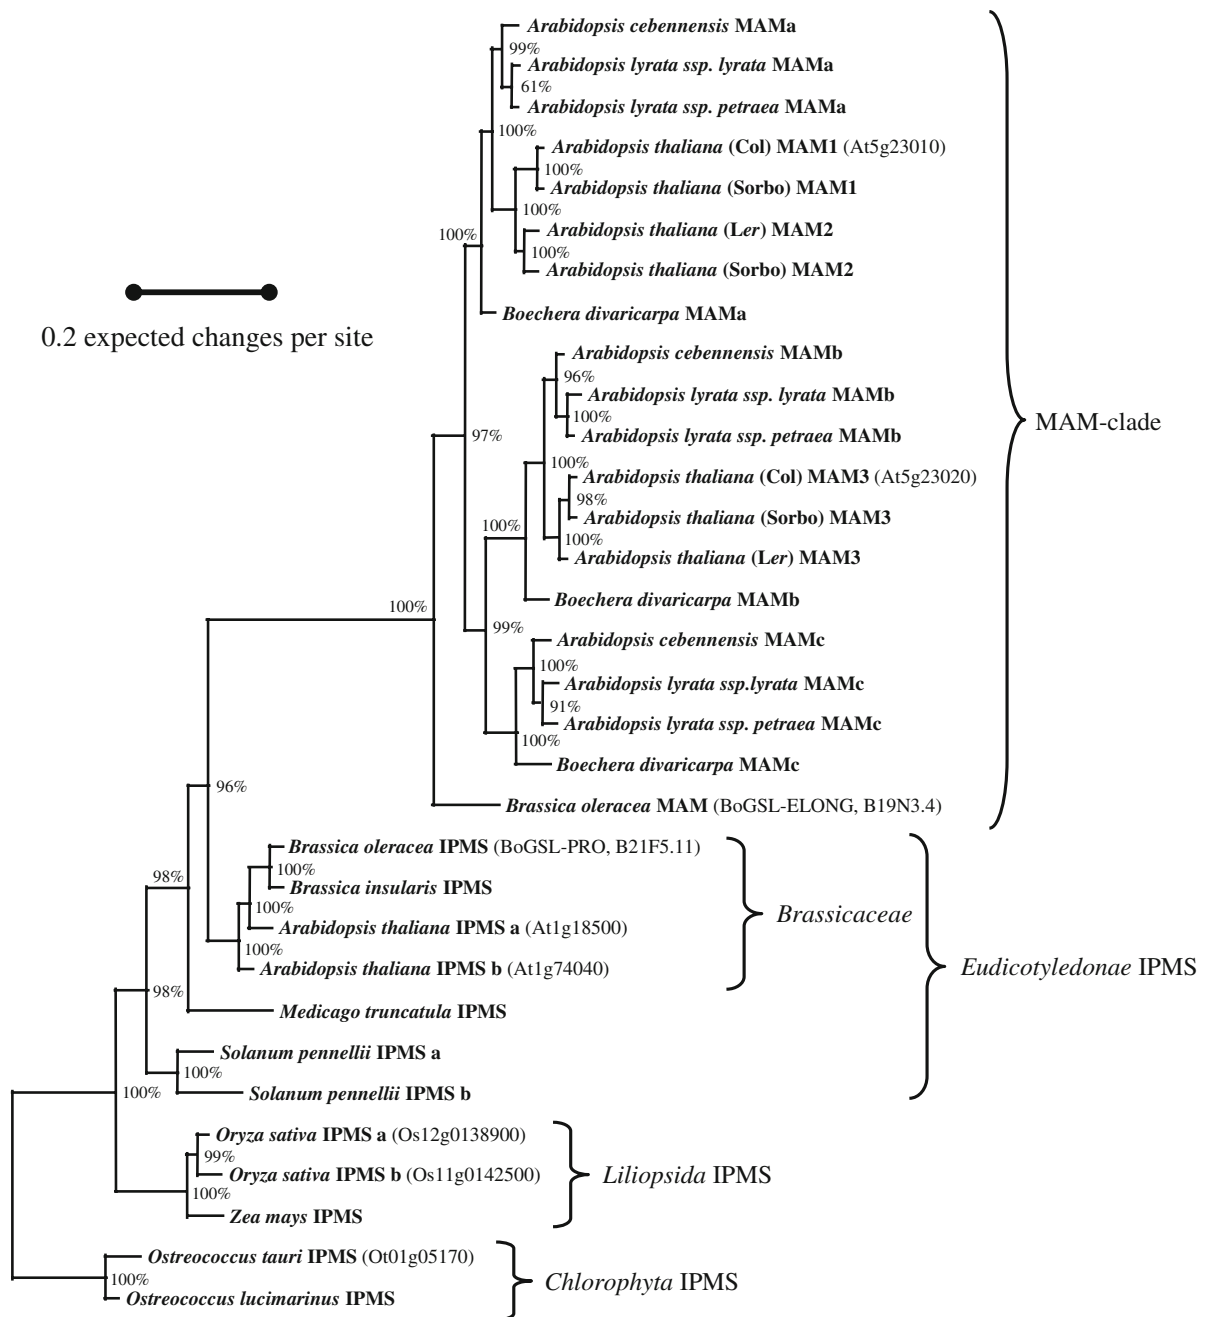 Arabidopsis cebennensis MAMa
99%
Arabidopsis lyrata ssp. lyrata MAMa
61%
Arabidopsis lyrata ssp. petraea MAMa
100%
Arabidopsis thaliana (Col) MAM1 (At5g23010)
100%
Arabidopsis thaliana (Sorbo) MAM1
100%
Arabidopsis thaliana (Ler) MAM2
100%
100%
Arabidopsis thaliana (Sorbo) MAM2
Boechera divaricarpa MAMa
0.2 expected changes per site
Arabidopsis cebennensis MAMb
96%
Arabidopsis lyrata ssp. lyrata MAMb
100%
Arabidopsis lyrata ssp. petraea MAMb
MAM-clade
97%
100%
Arabidopsis thaliana (Col) MAM3 (At5g23020)
98%
Arabidopsis thaliana (Sorbo) MAM3
100%
100%
Arabidopsis thaliana (Ler) MAM3
Boechera divaricarpa MAMb
100%
99%
Arabidopsis cebennensis MAMc
100%
Arabidopsis lyrata ssp.lyrata MAMc
91%
Arabidopsis lyrata ssp. petraea MAMc
100%
Boechera divaricarpa MAMc
96%
Brassica oleracea MAM (BoGSL-ELONG, B19N3.4)
Brassica oleracea IPMS (BoGSL-PRO, B21F5.11)
100%
98%
Brassica insularis IPMS
100%
Brassicaceae
Arabidopsis thaliana IPMS a (At1g18500)
100%
Arabidopsis thaliana IPMS b (At1g74040)
Eudicotyledonae IPMS
98%
Medicago truncatula IPMS
Solanum pennellii IPMS a
100%
100%
Solanum pennellii IPMS b
Oryza sativa IPMS a (Os12g0138900)
99%
Oryza sativa IPMS b (Os11g0142500)
Liliopsida IPMS
100%
Zea mays IPMS
Ostreococcus tauri IPMS (Ot01g05170)
100%
Chlorophyta IPMS
Ostreococcus lucimarinus IPMS